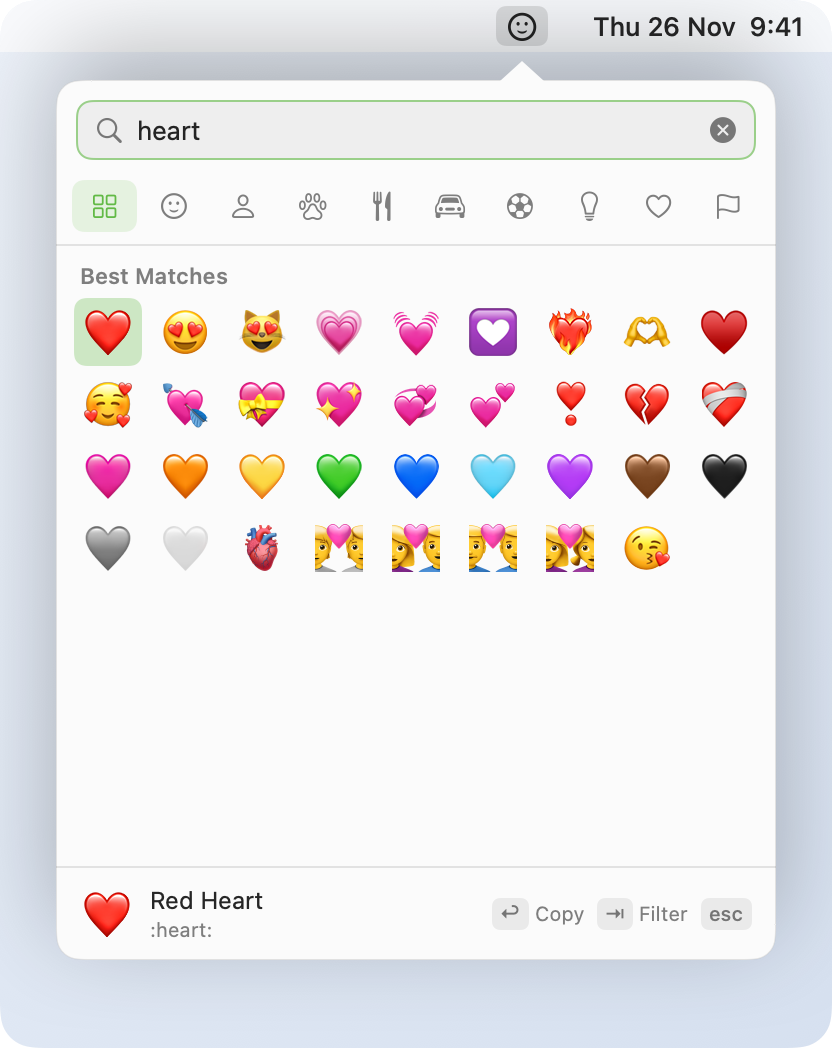 Thu 26 Nov 9:41
heart
Best Matches
Red Heart
:heart:
Copy
Filter
esc